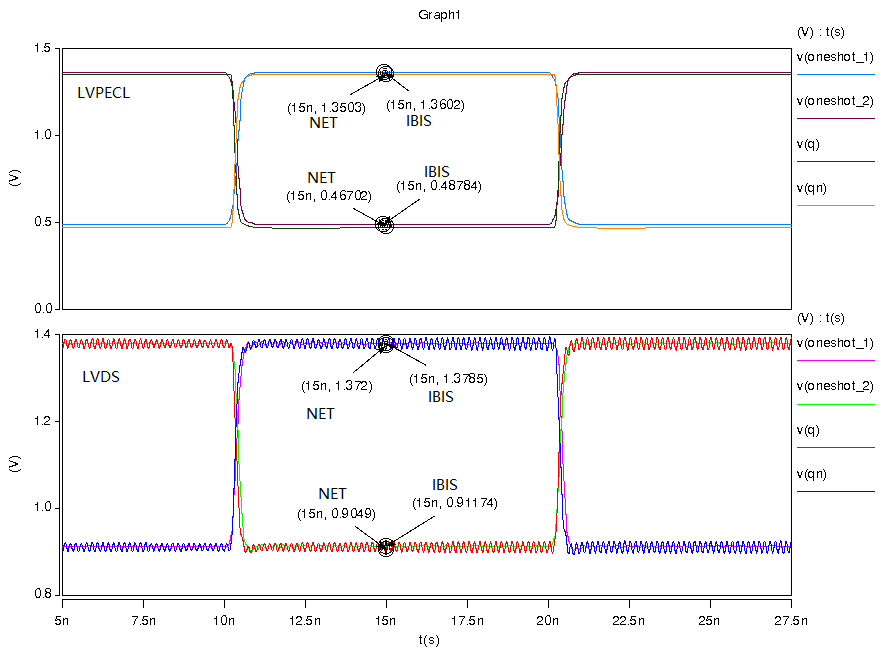 Graph1
(V) : t(s)
v(oneshot_1)
v(oneshot_2)
v(q)
v(qn)
1.5
1.0
0.5
0.0
(V)
LVPECL
(15n, 1.3503)
NET
(15n, 1.3602)
IBIS
NET
(15n, 0.46702)
IBIS
(15n, 0.48784)
(V) : t(s)
v(oneshot_1)
v(oneshot_2)
v(q)
v(qn)
1.4
1.2
1.0
0.8
(V)
LVDS
(15n, 1.372)
NET
(15n, 1.3785)
IBIS
NET
(15n, 0.9049)
IBIS
(15n, 0.91174)
5n 7.5n 10n 12.5n 15n 17.5n 20n 22.5n 25n 27.5n
t(s)